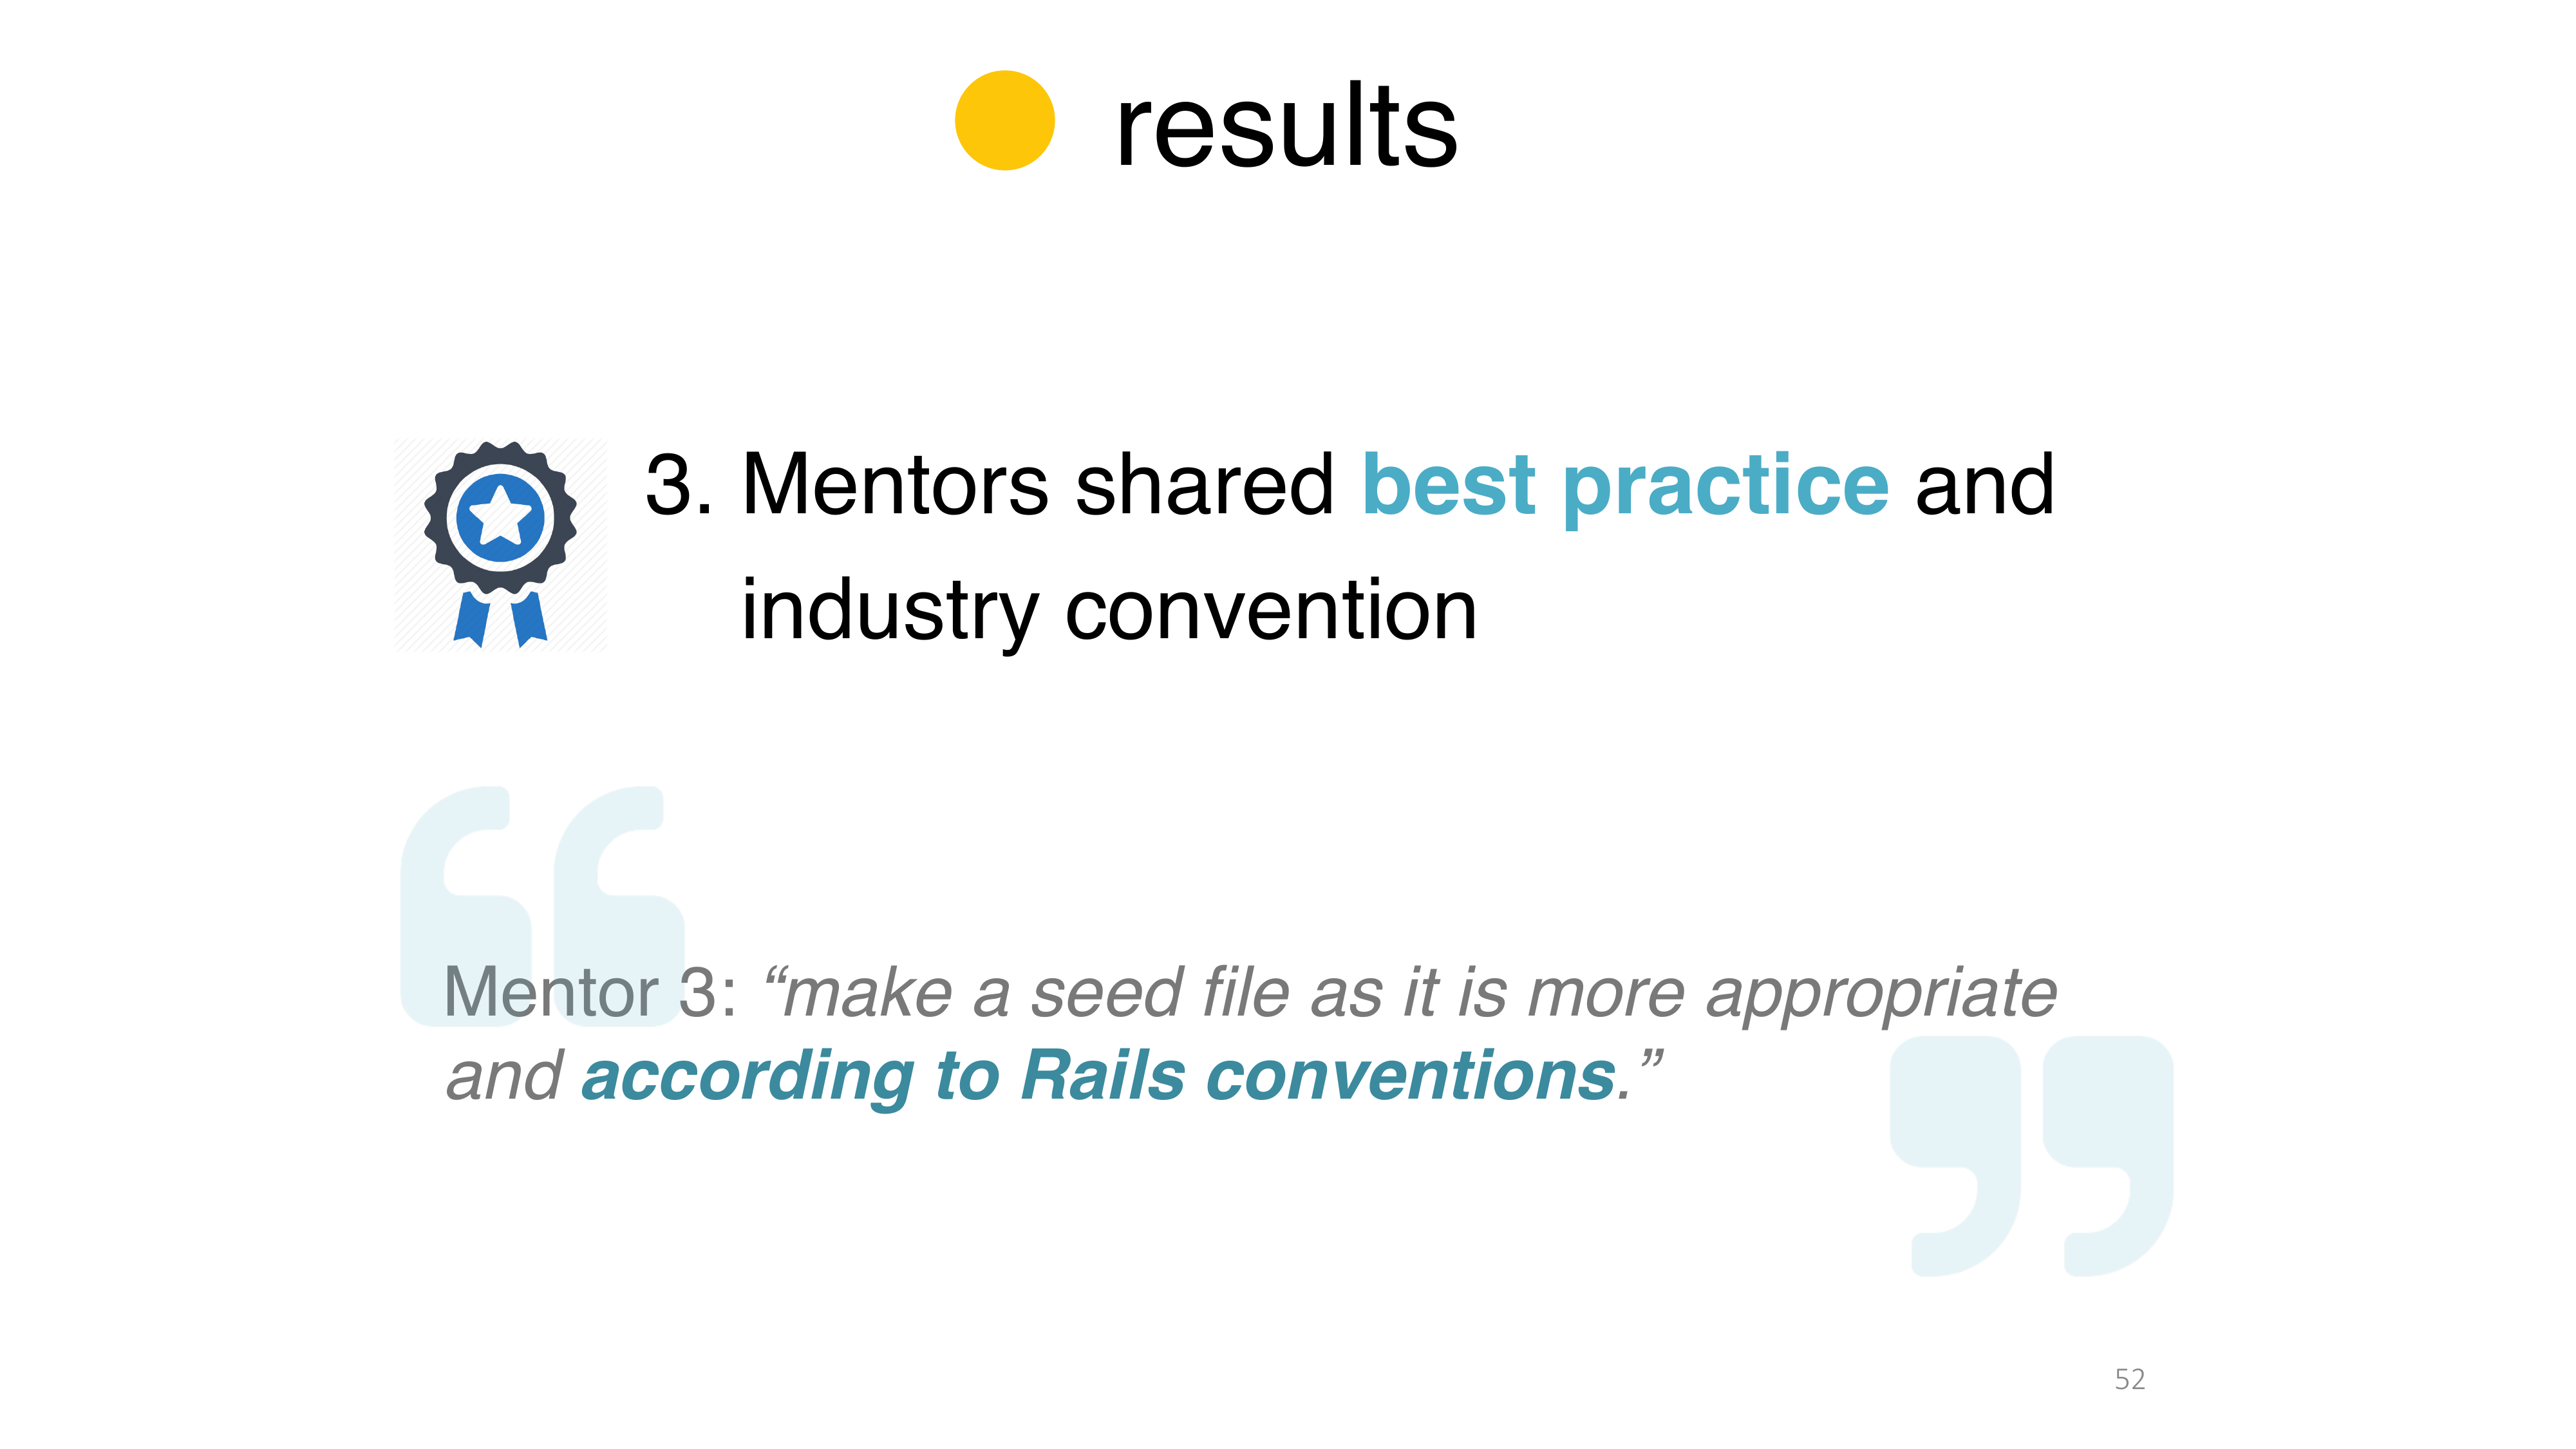 results
3. Mentors shared best practice and
industry convention
Mentor 3: “make a seed file as it is more appropriate
and according to Rails conventions.”
52